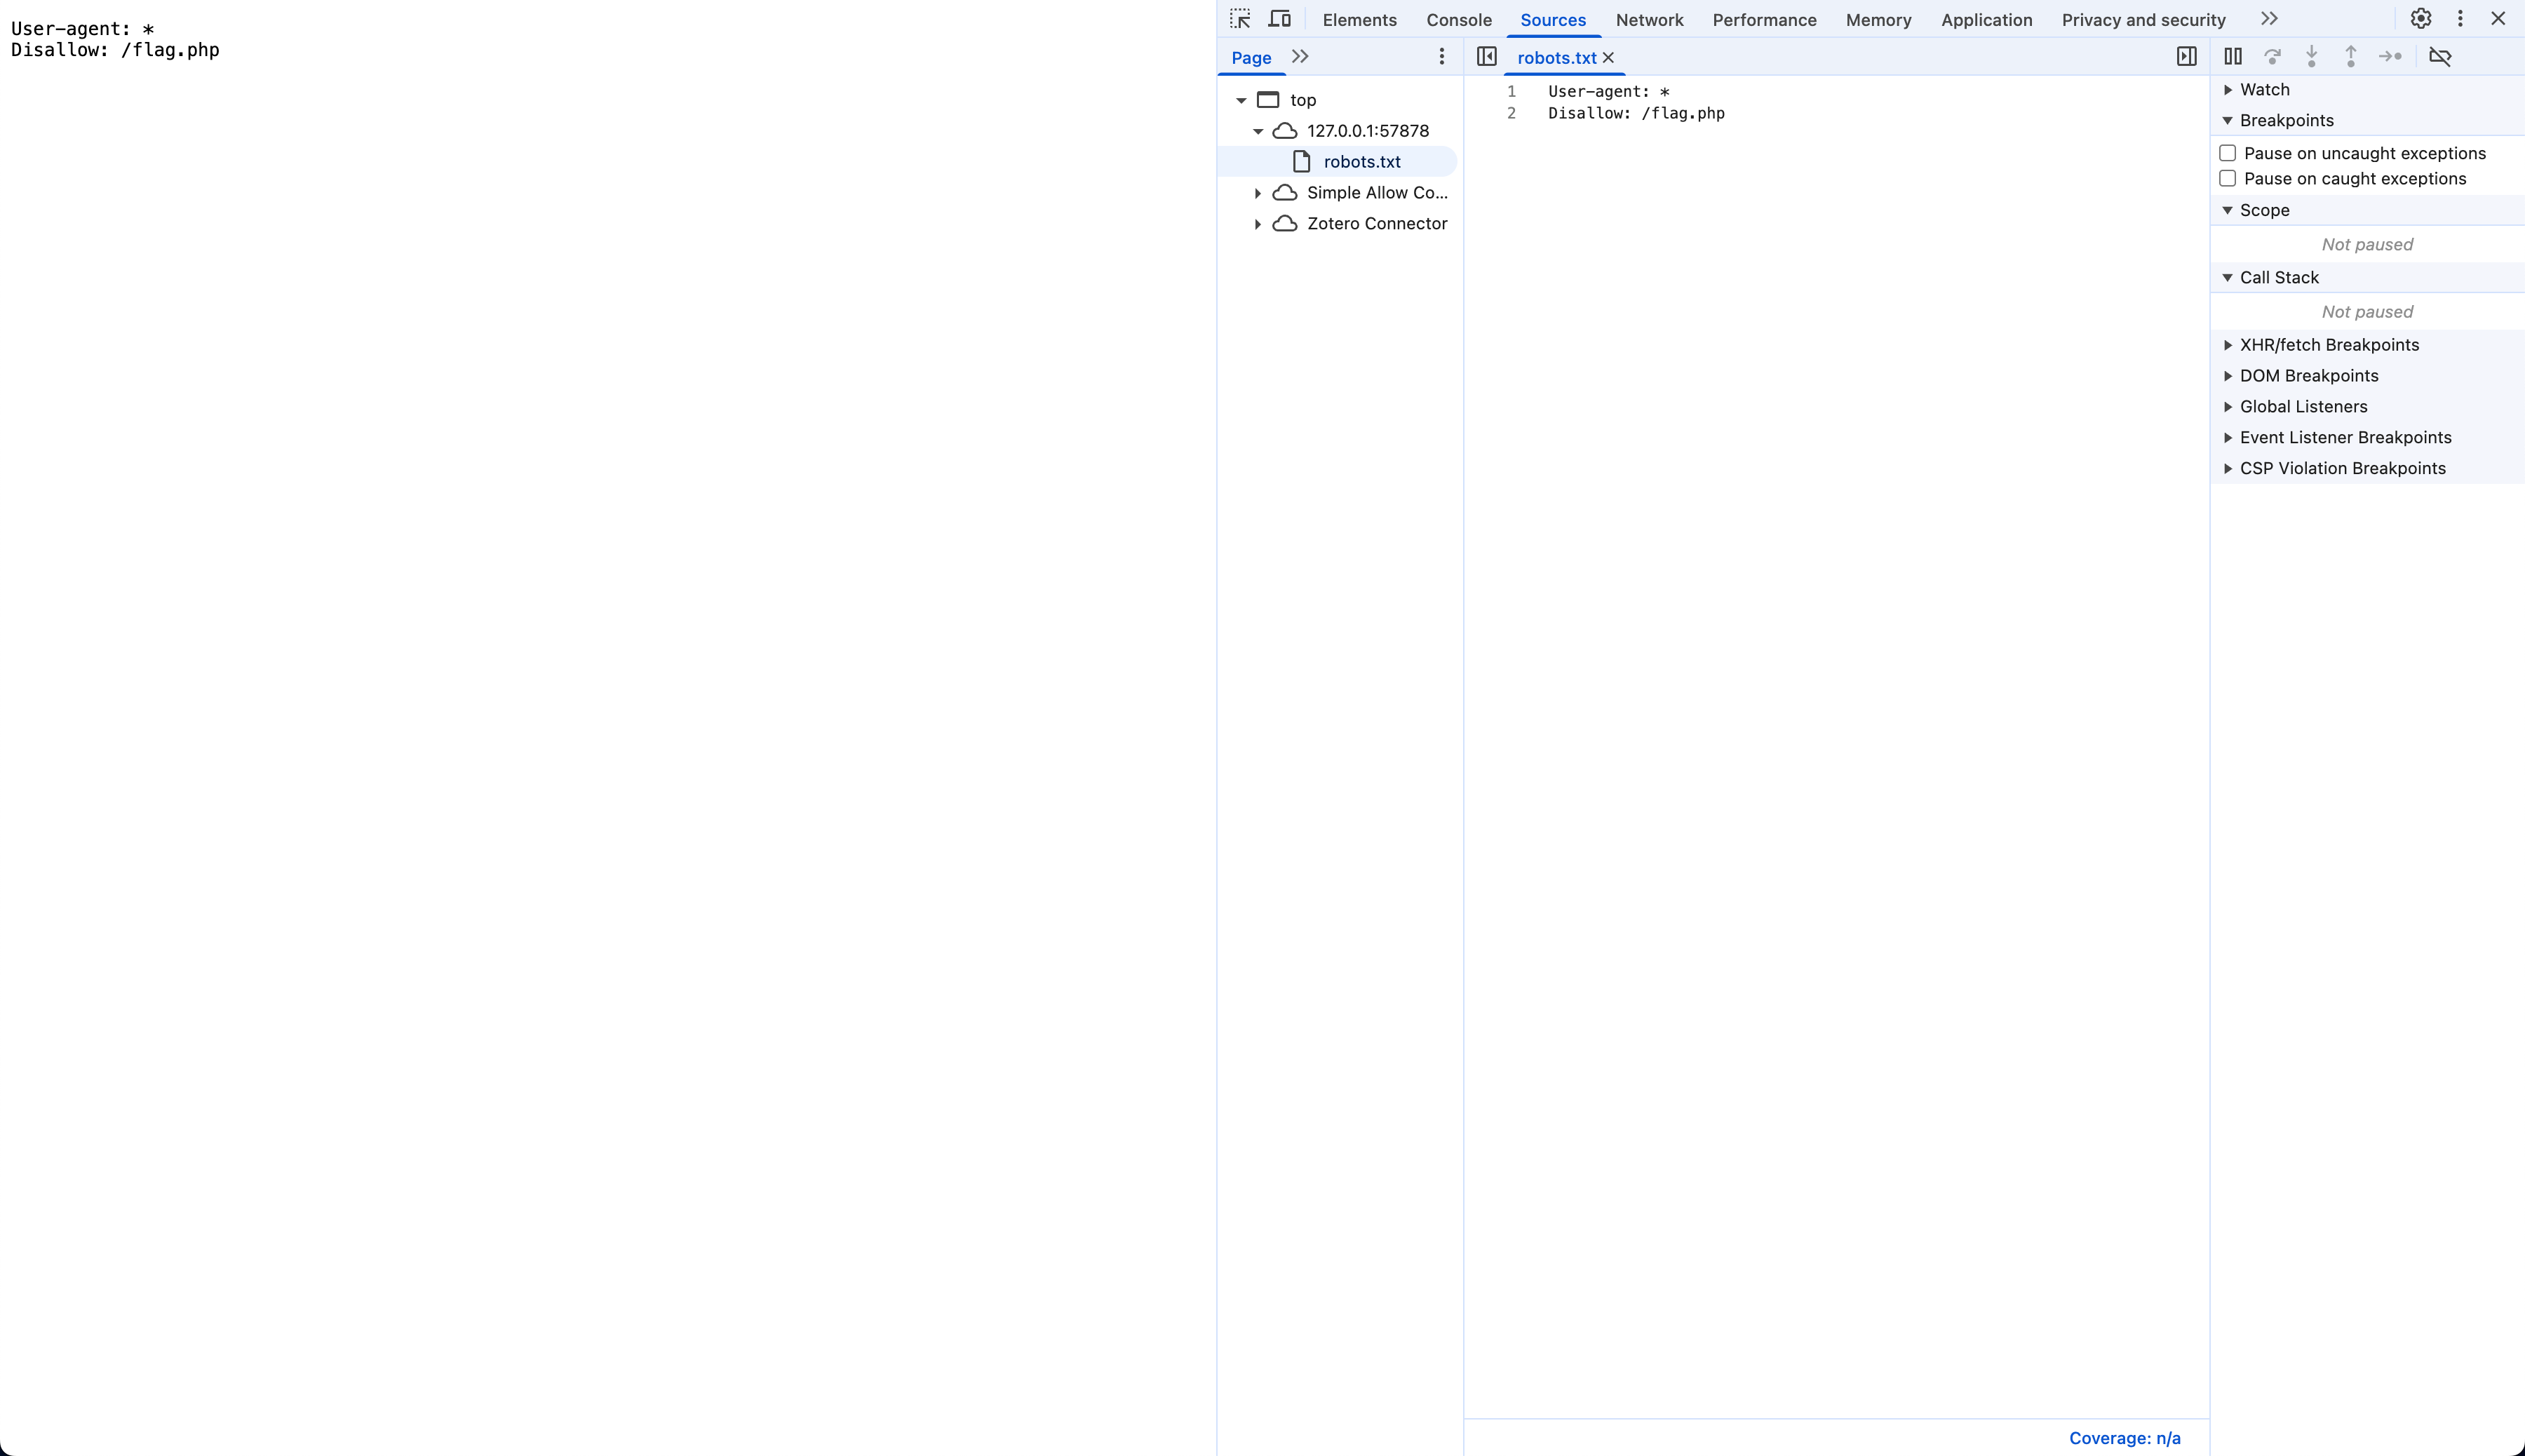 User-agent: *
Disallow: /flag.php
Elements Console Sources Network Performance Memory Application Privacy and security
Page
robots.txt
top
127.0.0.1:57878
robots.txt
Simple Allow Co...
Zotero Connector
1 User-agent: *
2 Disallow: /flag.php
Watch
Breakpoints
Pause on uncaught exceptions
Pause on caught exceptions
Scope
Not paused
Call Stack
Not paused
XHR/fetch Breakpoints
DOM Breakpoints
Global Listeners
Event Listener Breakpoints
CSP Violation Breakpoints
Coverage: n/a